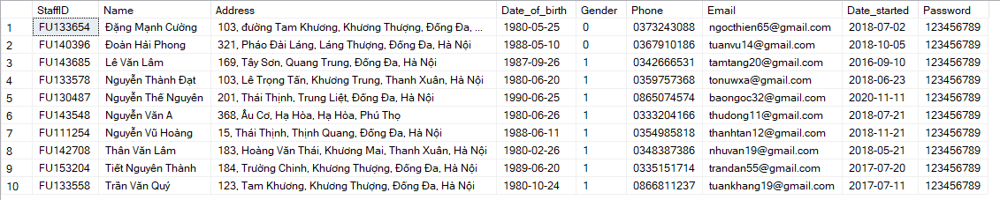 StaffID Name Address Date_of_birth Gender Phone Email Date_started Password
1 FU133654 Đặng Mạnh Cường 103, đường Tam Khương, Khương Thượng, Đống Đa, ... 1980-05-25 0 0373243088 ngocthien65@gmail.com 2018-07-02 123456789
2 FU140396 Đoàn Hải Phong 321, Pháo Đài Láng, Láng Thượng, Đống Đa, Hà Nội 1988-05-10 0 0367910186 tuanvu14@gmail.com 2018-10-05 123456789
3 FU143685 Lê Văn Lâm 169, Tây Sơn, Quang Trung, Đống Đa, Hà Nội 1987-09-26 1 0342666531 tamtang20@gmail.com 2016-09-10 123456789
4 FU133578 Nguyễn Thành Đạt 103, Lê Trọng Tấn, Khương Trung, Thanh Xuân, Hà Nội 1980-06-20 1 0359757368 tonuwxa@gmail.com 2018-06-23 123456789
5 FU130487 Nguyễn Thế Nguyên 201, Thái Thịnh, Trung Liệt, Đống Đa, Hà Nội 1990-06-25 1 0865074574 baongoc32@gmail.com 2020-11-11 123456789
6 FU143548 Nguyễn Văn A 368, Âu Cơ, Hạ Hòa, Hạ Hòa, Phú Thọ 1980-06-26 1 0333204166 thudong11@gmail.com 2018-07-21 123456789
7 FU111254 Nguyễn Vũ Hoàng 15, Thái Thịnh, Thịnh Quang, Đống Đa, Hà Nội 1988-06-11 1 0354985818 thanhtan12@gmail.com 2018-11-21 123456789
8 FU142708 Thân Văn Lâm 183, Hoàng Văn Thái, Khương Mai, Thanh Xuân, Hà Nội 1980-02-26 1 0348387386 nhuvan19@gmail.com 2018-05-21 123456789
9 FU153204 Tiết Nguyên Thành 184, Trường Chinh, Khương Thượng, Đống Đa, Hà Nội 1989-06-20 1 0335151714 trandan55@gmail.com 2017-07-20 123456789
10 FU133558 Trần Văn Quý 123, Tam Khương, Khương Thượng, Đống Đa, Hà Nội 1980-10-24 1 0866811237 tuankhang19@gmail.com 2017-07-11 123456789